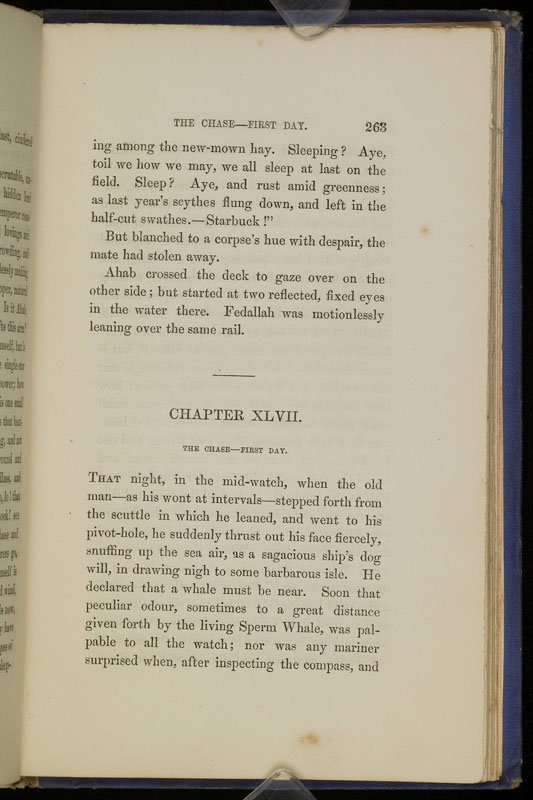 THE CHASE—FIRST DAY. 263
ing among the new-mown hay. Sleeping? Aye,
toil we how we may, we all sleep at last on the
field. Sleep? Aye, and rust amid greenness;
as last year's scythes flung down, and left in the
half-cut swathes.—Starbuck!"
But blanched to a corpse's hue with despair, the
mate had stolen away.
Ahab crossed the deck to gaze over on the
other side; but started at two reflected, fixed eyes
in the water there. Fedallah was motionlessly
leaning over the same rail.
CHAPTER XLVII.
THE CHASE—FIRST DAY.
THAT night, in the mid-watch, when the old
man—as his wont at intervals—stepped forth from
the scuttle in which he leaned, and went to his
pivot-hole, he suddenly thrust out his face fiercely,
snuffing up the sea air, as a sagacious ship's dog
will, in drawing nigh to some barbarous isle. He
declared that a whale must be near. Soon that
peculiar odour, sometimes to a great distance
given forth by the living Sperm Whale, was pal-
pable to all the watch; nor was any mariner
surprised when, after inspecting the compass, and